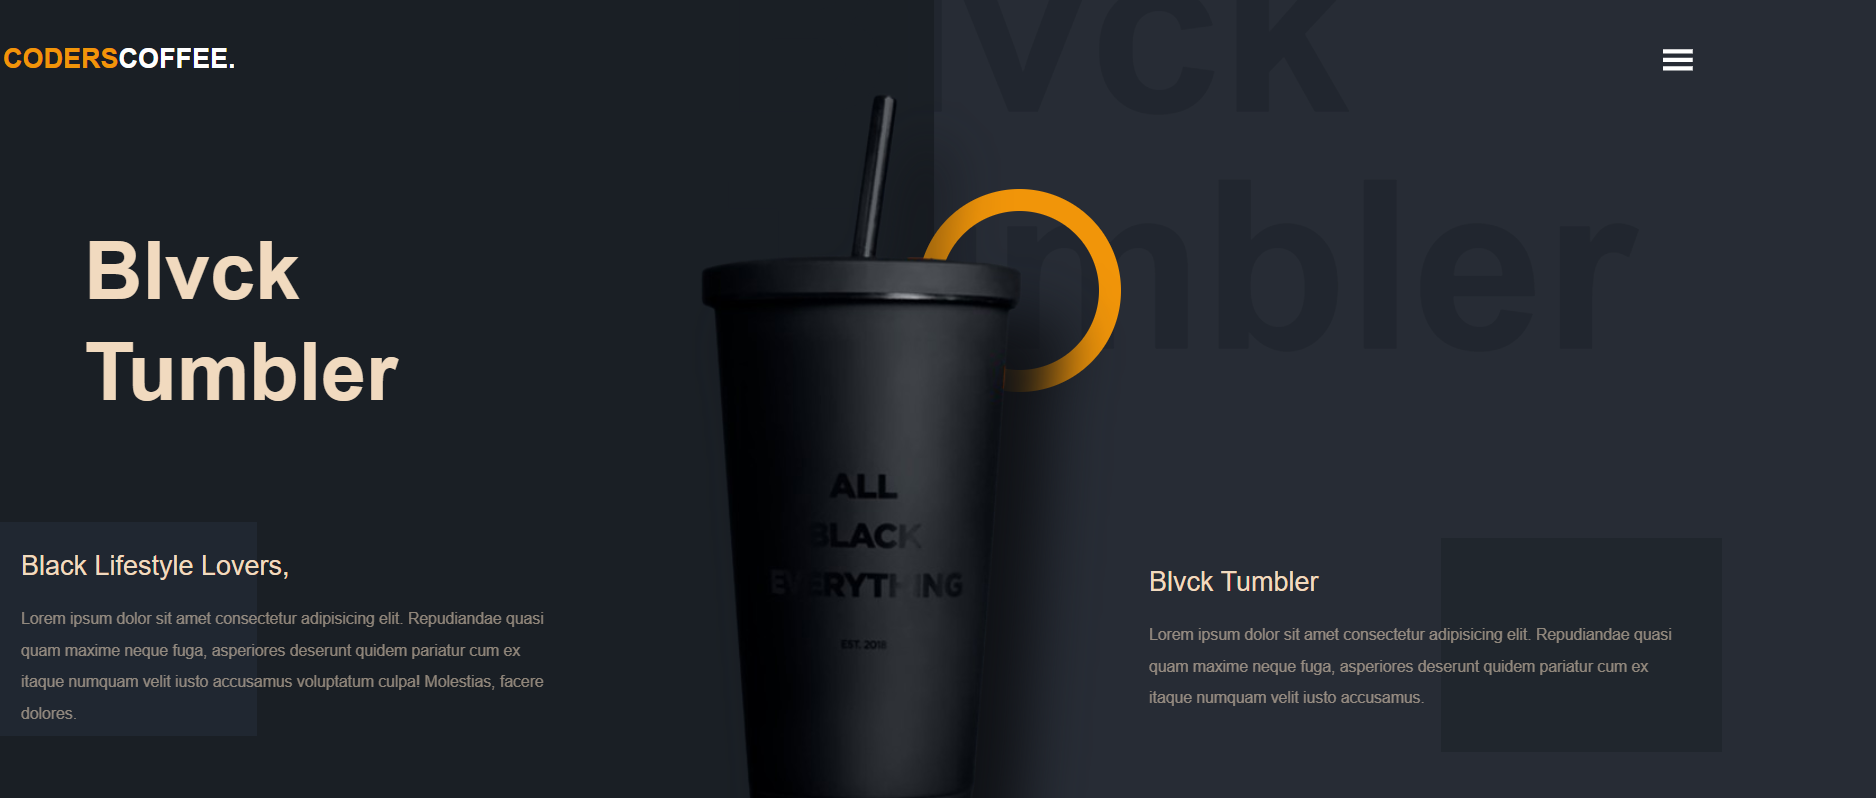 CODERSCOFFEE.
vck
mbler
Blvck
Tumbler
ALL
BLACK
EVERYTHING
EST. 2018
Black Lifestyle Lovers,
Lorem ipsum dolor sit amet consectetur adipisicing elit. Repudiandae quasi
quam maxime neque fuga, asperiores deserunt quidem pariatur cum ex
itaque numquam velit iusto accusamus voluptatum culpa! Molestias, facere
dolores.
Blvck Tumbler
Lorem ipsum dolor sit amet consectetur adipisicing elit. Repudiandae quasi
quam maxime neque fuga, asperiores deserunt quidem pariatur cum ex
itaque numquam velit iusto accusamus.